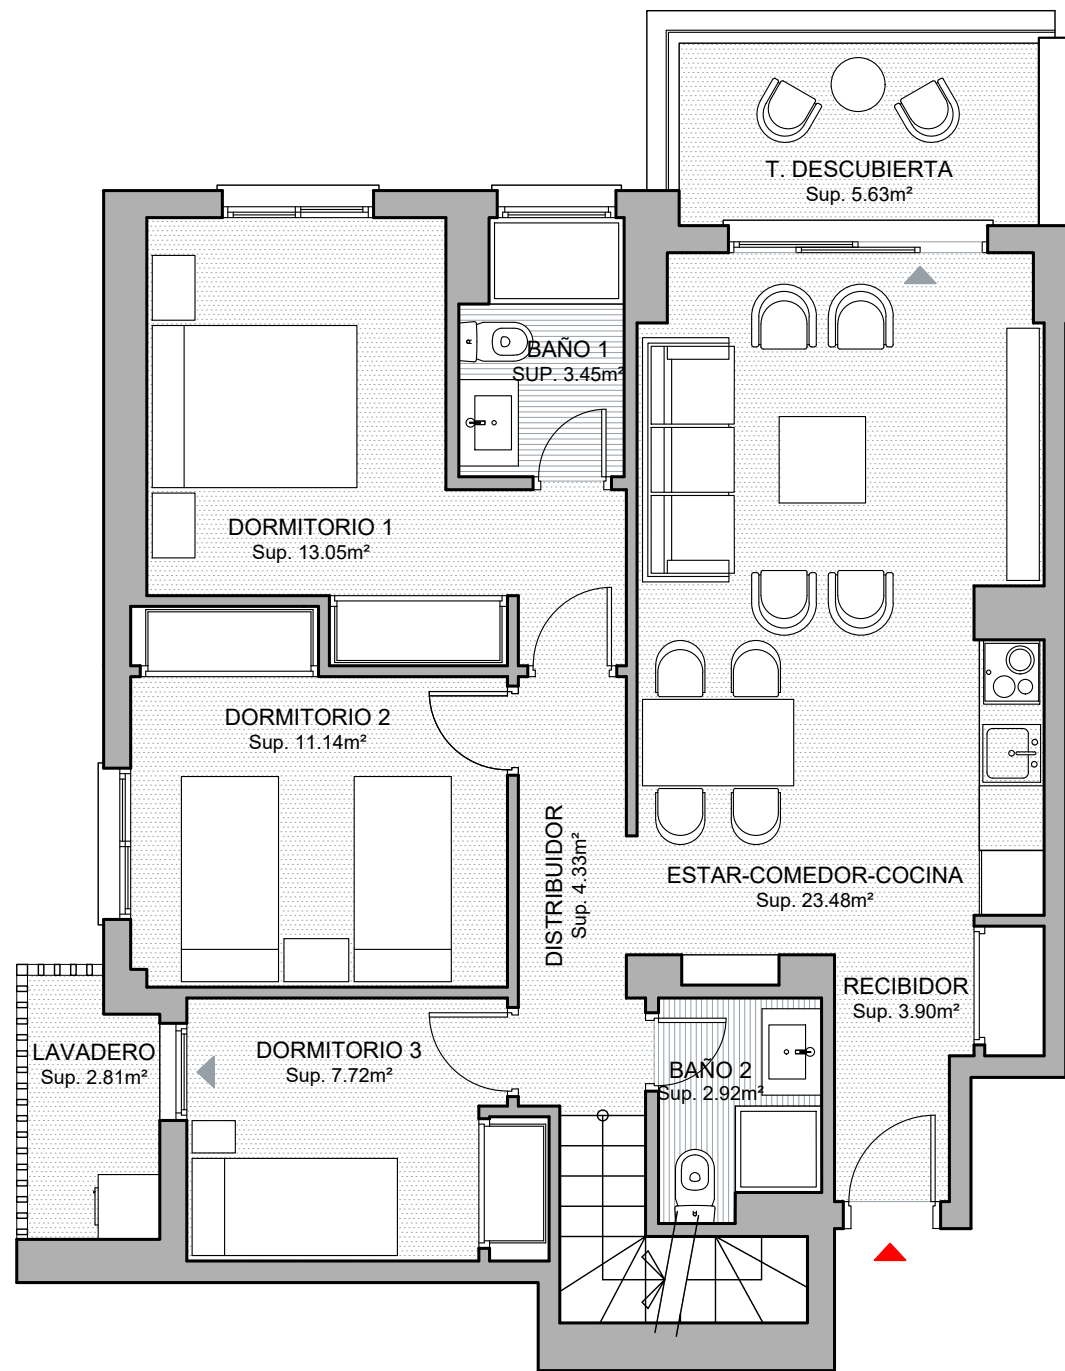 T. DESCUBIERTA
Sup. 5.63m²
BAÑO 1
SUP. 3.45m²
DORMITORIO 1
Sup. 13.05m²
DORMITORIO 2
Sup. 11.14m²
DISTRIBUIDOR
Sup. 4.33m²
ESTAR-COMEDOR-COCINA
Sup. 23.48m²
RECIBIDOR
Sup. 3.90m²
LAVADERO
Sup. 2.81m²
DORMITORIO 3
Sup. 7.72m²
BAÑO 2
Sup. 2.92m²